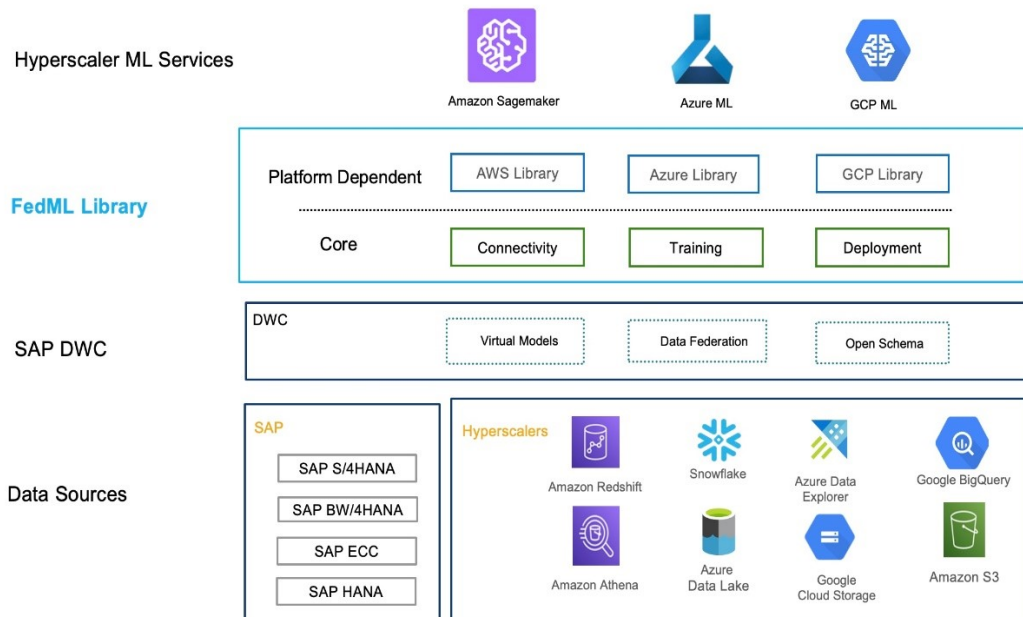 Hyperscaler ML Services
Amazon Sagemaker
Azure ML
GCP ML
FedML Library
Platform Dependent
AWS Library
Azure Library
GCP Library
Core
Connectivity
Training
Deployment
SAP DWC
DWC
Virtual Models
Data Federation
Open Schema
Data Sources
SAP
SAP S/4HANA
SAP BW/4HANA
SAP ECC
SAP HANA
Hyperscalers
Amazon Redshift
Snowflake
Azure Data
Explorer
Google BigQuery
Amazon Athena
Azure
Data Lake
Google
Cloud Storage
Amazon S3